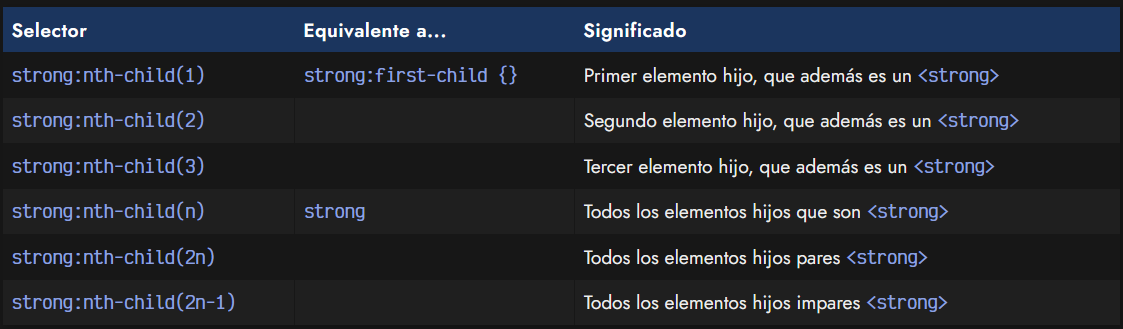 Selector Equivalente a... Significado
strong:nth-child(1) strong:first-child {} Primer elemento hijo, que además es un <strong>
strong:nth-child(2) Segundo elemento hijo, que además es un <strong>
strong:nth-child(3) Tercer elemento hijo, que además es un <strong>
strong:nth-child(n) strong Todos los elementos hijos que son <strong>
strong:nth-child(2n) Todos los elementos hijos pares <strong>
strong:nth-child(2n-1) Todos los elementos hijos impares <strong>